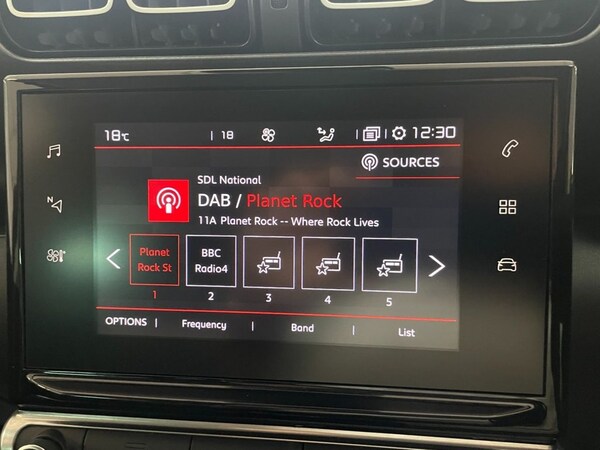 18°C | 18 | 12:30
SOURCES
SDL National
DAB / Planet Rock
11A Planet Rock -- Where Rock Lives
Planet
Rock St
BBC
Radio4
1 2 3 4 5
OPTIONS | Frequency | Band | List
N